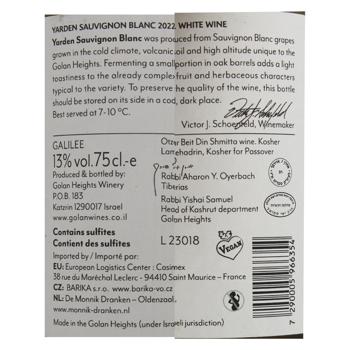 YARDEN SAUVIGNON BLANC 2022 WHITE WINE
Yarden Sauvignon Blanc was produced from Sauvignon Blanc grapes
grown in the cold climate, volcanic soil and high altitude unique to the
Golan Heights. Fermenting a small portion in oak barrels adds a light
toastiness to the already complex fruit and herbaceous characters
typical to the variety. To preserve the quality of the wine, this bottle
should be stored on its side in a cool, dark place.
Best served at 7-10 °C.
Victor J. Schoenfeld, Winemaker
GALILEE
13% vol. 75 cl-e
Produced & bottled by:
Golan Heights Winery
P.O.B. 183
Katzrin 1290017 Israel
www.golanwines.co.il
Contains sulfites
Contient des sulfites
Otzar Beit Din Shmitta wine. Kosher
Lamehadrin, Kosher for Passover
Rabbi Aharon Y. Oyerbach
Tiberias
Rabbi Yishai Samuel
Head of Kashrut department
Golan Heights
L 23018
VEGAN
Imported by / Importé par:
EU: European Logistics Center: Cosimex
38 rue du Maréchal Leclerc - 94410 Saint Maurice - France
CZ: BARIKA s.r.o. www.barika-vo.cz
NL: De Monnik Dranken - Oldenzaal
www.monnik-dranken.nl
Made in the Golan Heights (under Israeli jurisdiction)
7290005966354